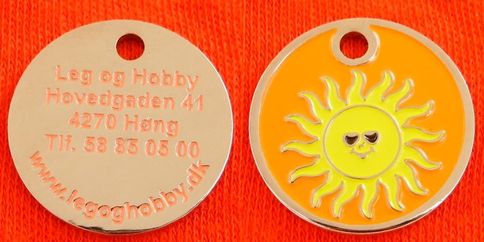 Leg og Hobby
Hovedgaden 41
4270 Høng
Tlf. 58 85 05 00
www.legoghobby.dk